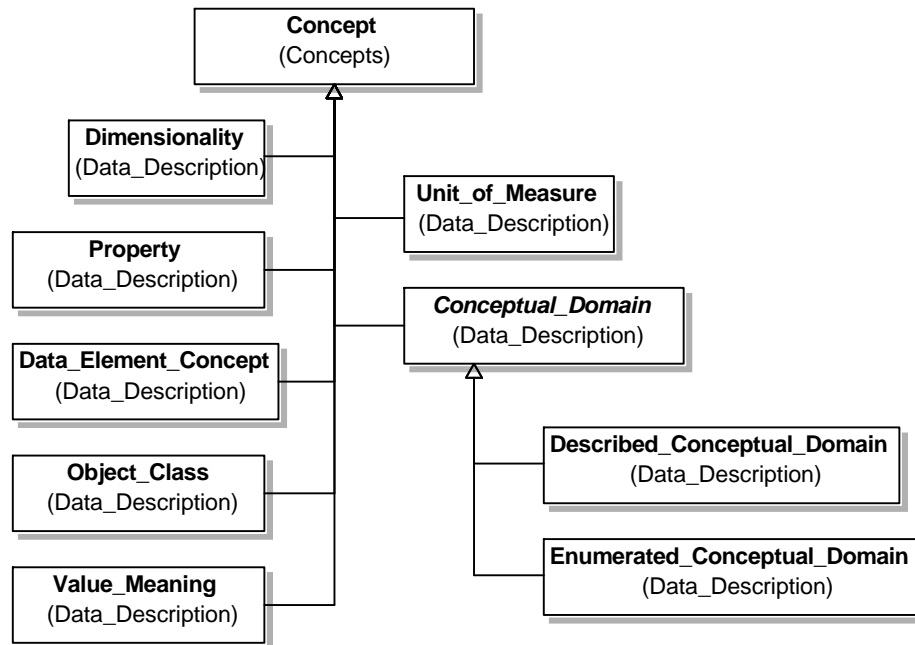 Concept
(Concepts)
Dimensionality
(Data_Description)
Unit_of_Measure
(Data_Description)
Property
(Data_Description)
Conceptual_Domain
(Data_Description)
Data_Element_Concept
(Data_Description)
Described_Conceptual_Domain
(Data_Description)
Object_Class
(Data_Description)
Enumerated_Conceptual_Domain
(Data_Description)
Value_Meaning
(Data_Description)